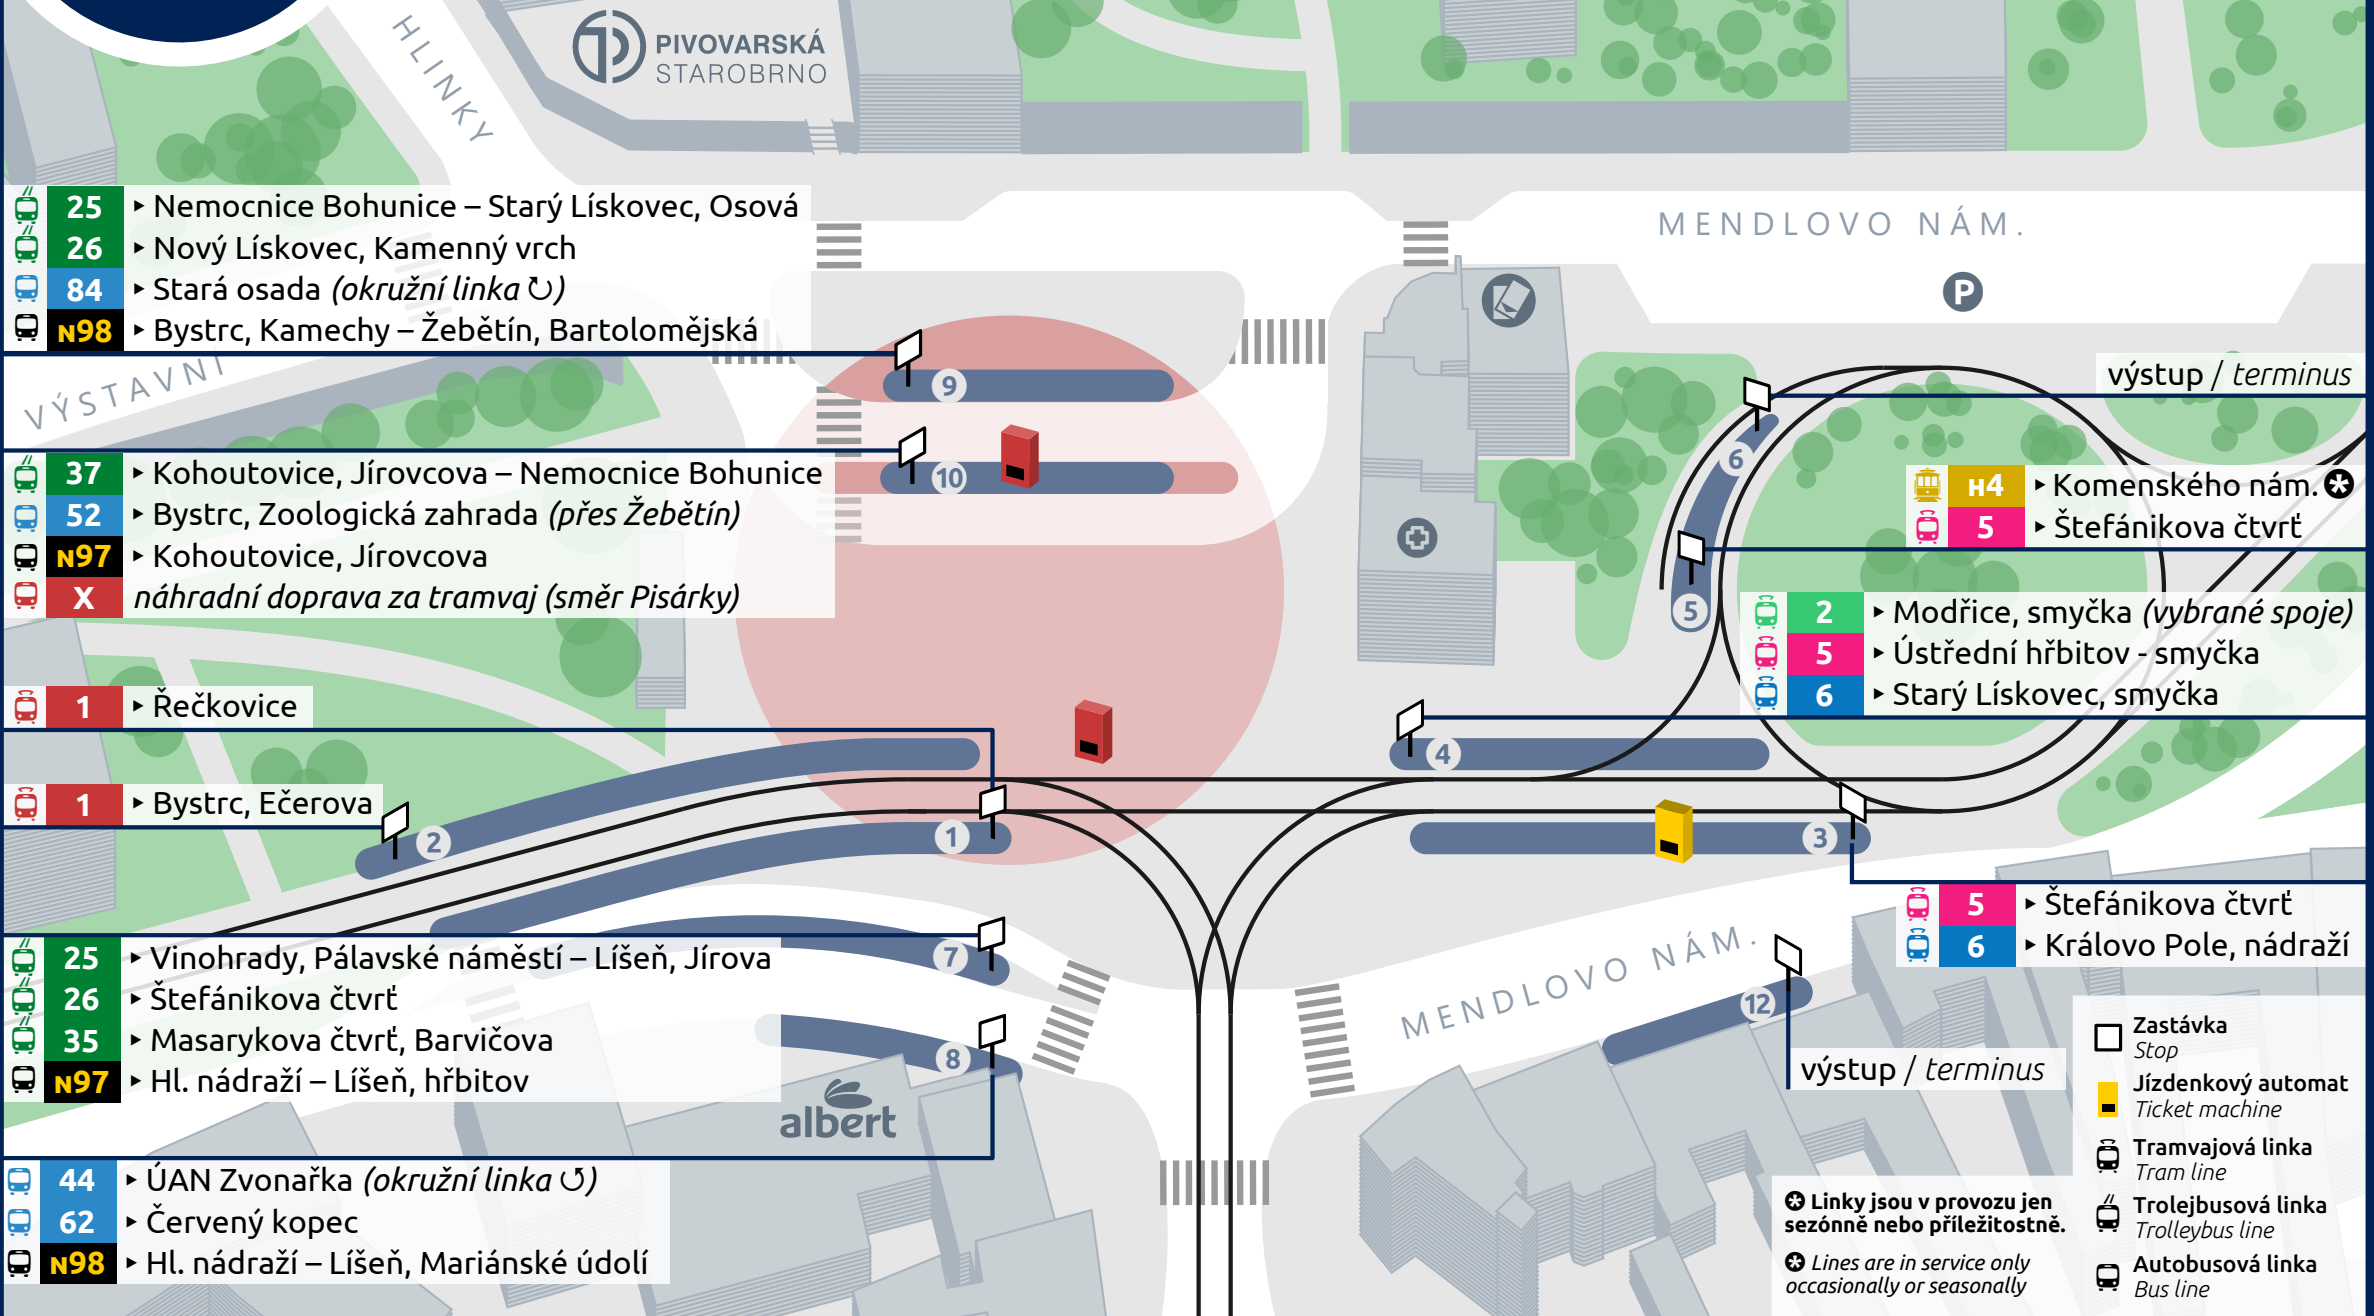 HLINKY
PIVOVARSKÁ
STAROBRNO
25 ‣ Nemocnice Bohunice – Starý Lískovec, Osová
26 ‣ Nový Lískovec, Kamenný vrch
84 ‣ Stará osada (okružní linka ↻)
N98 ‣ Bystrc, Kamechy – Žebětín, Bartolomějská
MENDLOVO NÁM.
P
VÝSTAVNÍ
9
výstup / terminus
6
37 ‣ Kohoutovice, Jírovcova – Nemocnice Bohunice
52 ‣ Bystrc, Zoologická zahrada (přes Žebětín)
N97 ‣ Kohoutovice, Jírovcova
X náhradní doprava za tramvaj (směr Pisárky)
10
H4 ‣ Komenského nám.
5 ‣ Štefánikova čtvrť
5
2 ‣ Modřice, smyčka (vybrané spoje)
5 ‣ Ústřední hřbitov - smyčka
6 ‣ Starý Lískovec, smyčka
1 ‣ Řečkovice
4
1 ‣ Bystrc, Ečerova
2
1
3
5 ‣ Štefánikova čtvrť
6 ‣ Královo Pole, nádraží
25 ‣ Vinohrady, Pálavské náměstí – Líšeň, Jírova
26 ‣ Štefánikova čtvrť
35 ‣ Masarykova čtvrť, Barvičova
N97 ‣ Hl. nádraží – Líšeň, hřbitov
7
8
MENDLOVO NÁM.
12
výstup / terminus
albert
44 ‣ ÚAN Zvonařka (okružní linka ↺)
62 ‣ Červený kopec
N98 ‣ Hl. nádraží – Líšeň, Mariánské údolí
Linky jsou v provozu jen
sezónně nebo příležitostně.
Lines are in service only
occasionally or seasonally
Zastávka
Stop
Jízdenkový automat
Ticket machine
Tramvajová linka
Tram line
Trolejbusová linka
Trolleybus line
Autobusová linka
Bus line